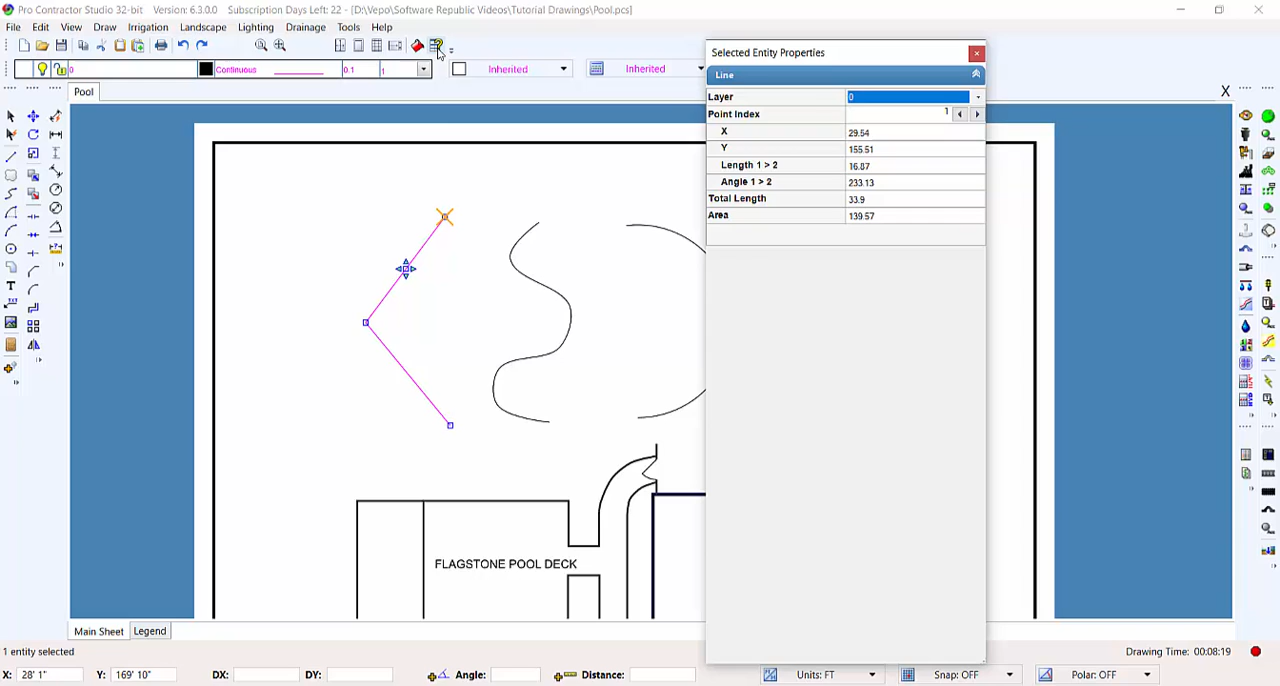 Pro Contractor Studio 32-bit - Version: 6.3.0.0 Subscription Days Left: 22 - [D:\Vepo\Software Republic Videos\Tutorial Drawings\Pool.pcs]
File Edit View Draw Irrigation Landscape Lighting Drainage Tools Help
0 Continuous 0.1 t Inherited Inherited
Pool X
Selected Entity Properties
Line
Layer 0
Point Index 1
X 29.54
Y 155.51
Length 1 > 2 16.87
Angle 1 > 2 233.13
Total Length 33.9
Area 139.57
T
FLAGSTONE POOL DECK
Main Sheet Legend
1 entity selected Drawing Time: 00:08:19
X: 28' 1" Y: 169' 10" DX: DY: Angle: Distance: Units: FT Snap: OFF Polar: OFF